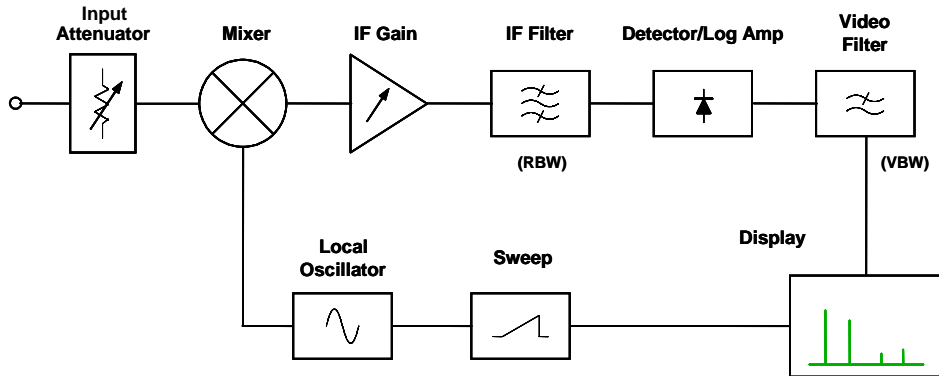 Input
Attenuator
Mixer
IF Gain
IF Filter
Detector/Log Amp
Video
Filter
(RBW)
(VBW)
Local
Oscillator
Sweep
Display